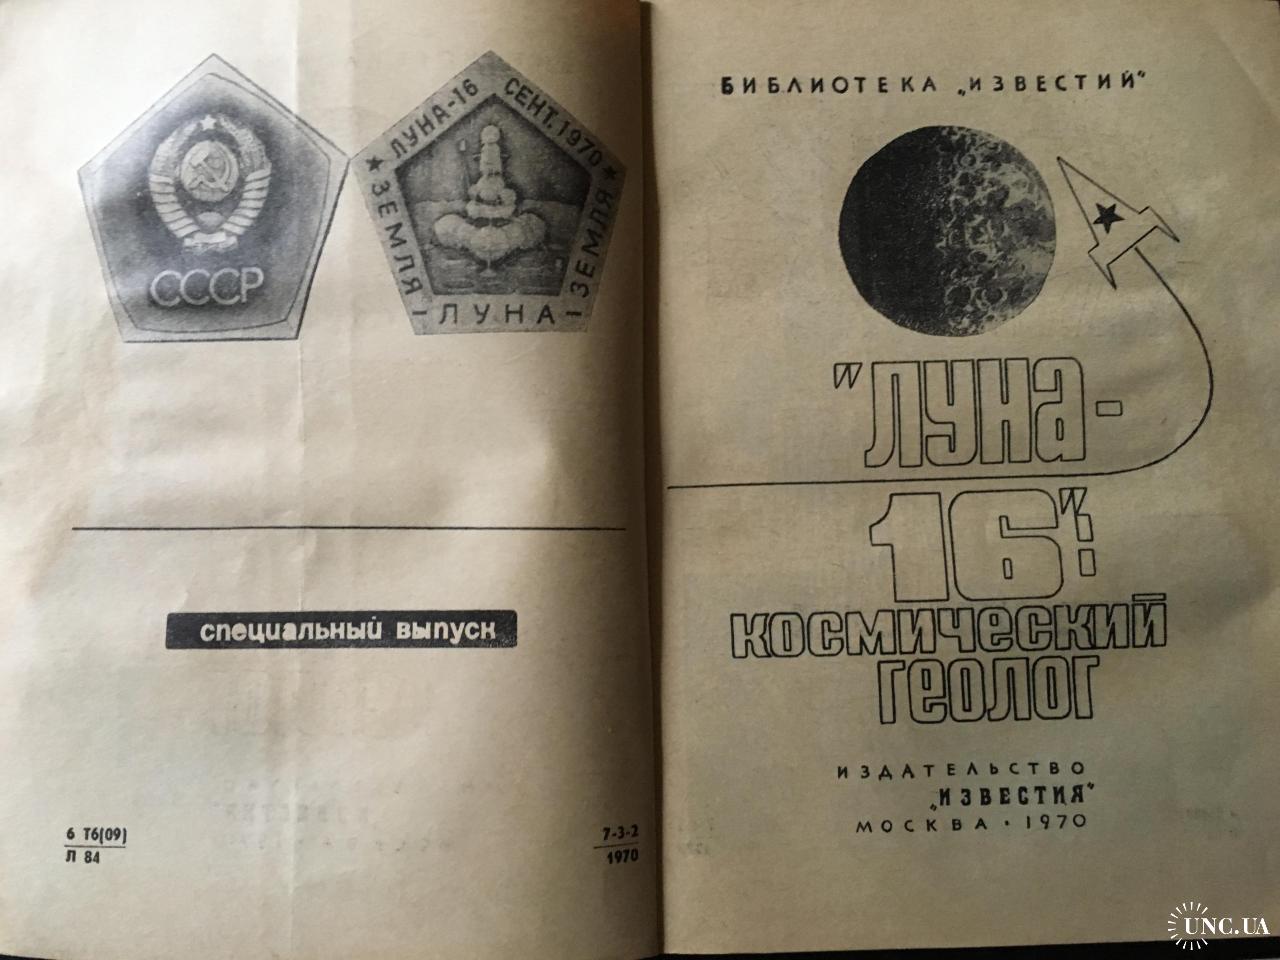 СССР
★ ЛУНА-16 СЕНТ. 1970 ★
ЗЕМЛЯ - ЛУНА - ЗЕМЛЯ
специальный выпуск
6 Т6(09)
Л 84
7-3-2
1970
БИБЛИОТЕКА „ИЗВЕСТИЙ"
"ЛУНА-
16":
КОСМИЧЕСКИЙ
ГЕОЛОГ
ИЗДАТЕЛЬСТВО
„ИЗВЕСТИЯ"
МОСКВА · 1970
UNC.UA